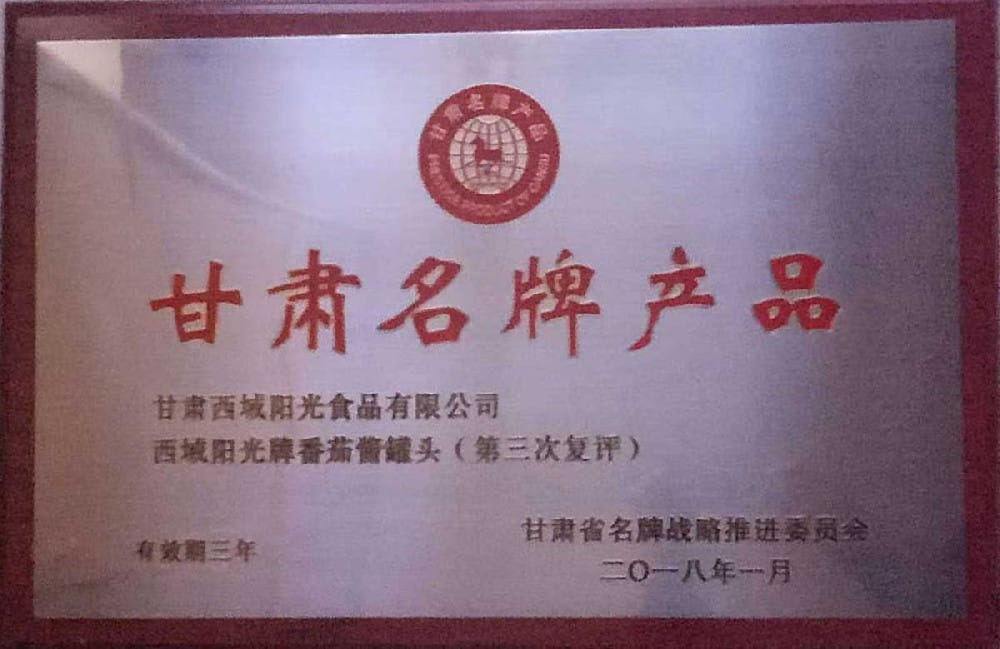 甘肃名牌产品
甘肃名牌产品
甘肃西域阳光食品有限公司
西域阳光牌番茄酱罐头（第三次复评）
有效期三年
甘肃省名牌战略推进委员会
二〇一八年一月